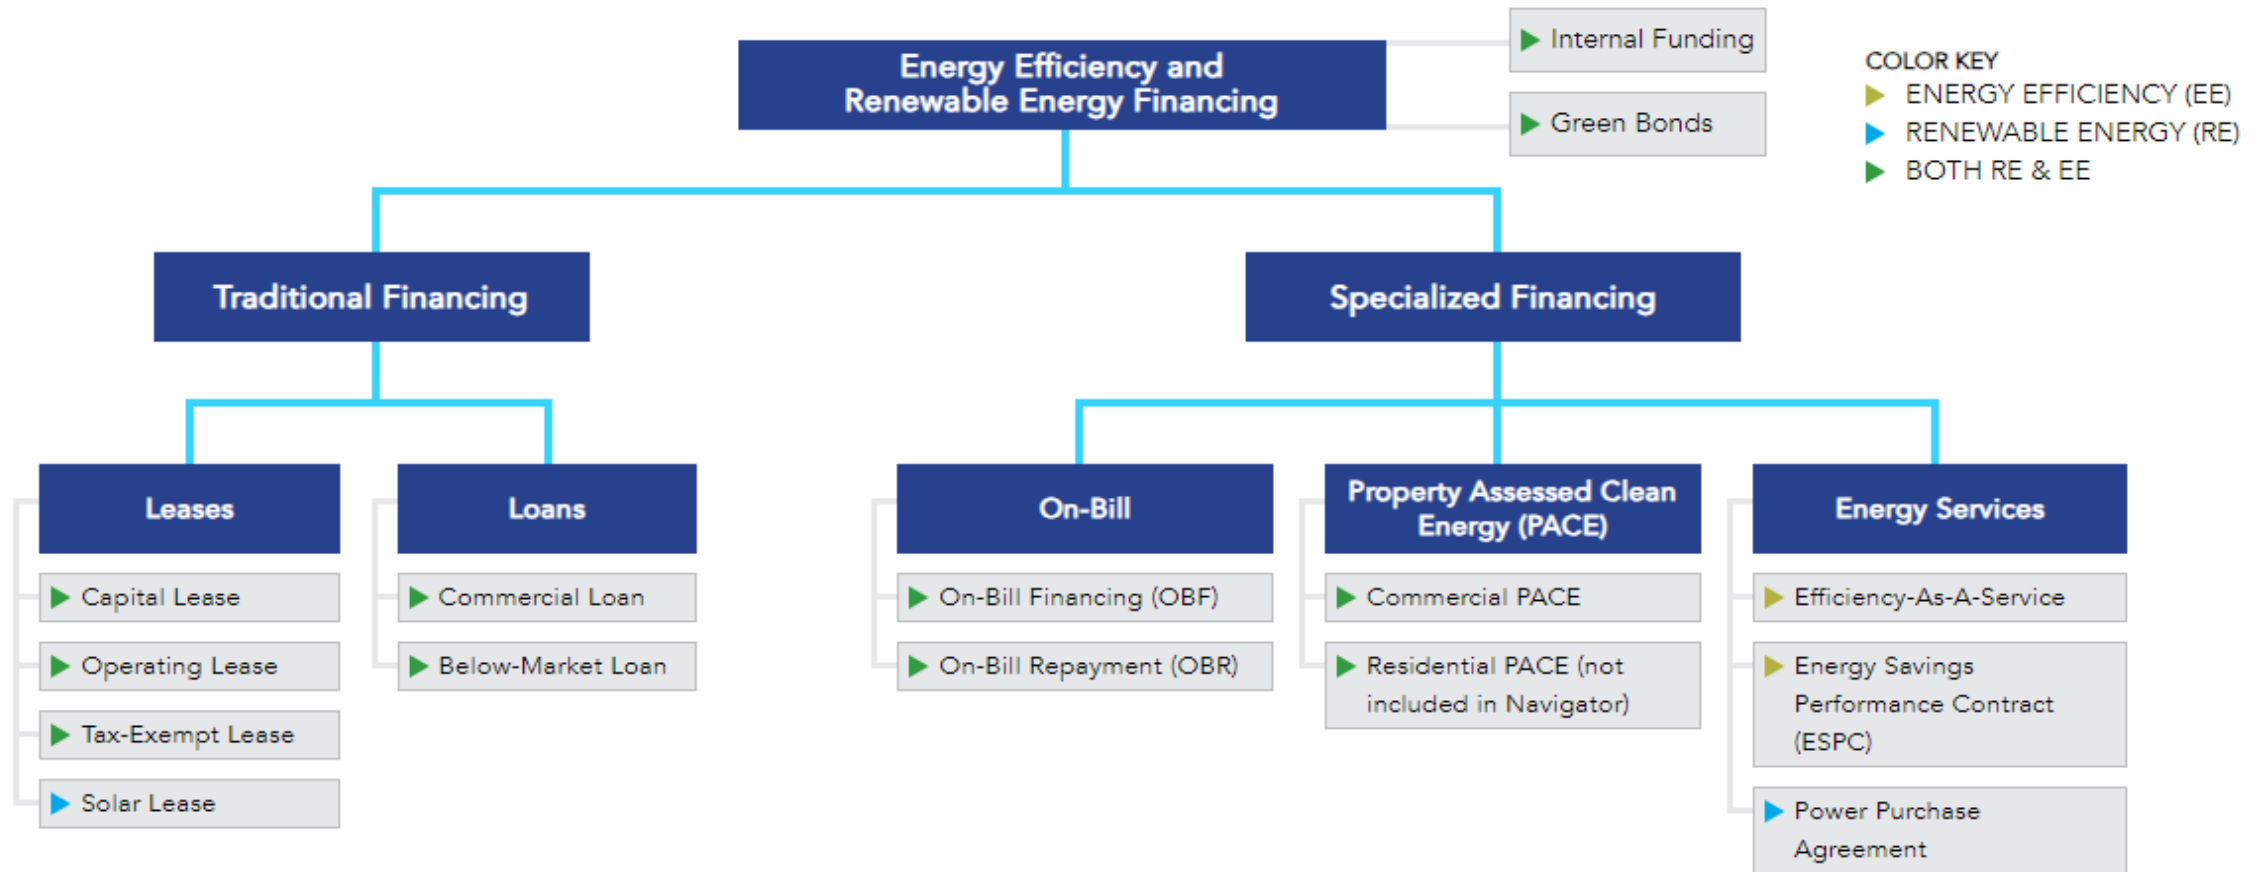 Energy Efficiency and
Renewable Energy Financing
Internal Funding
Green Bonds
COLOR KEY
ENERGY EFFICIENCY (EE)
RENEWABLE ENERGY (RE)
BOTH RE & EE
Traditional Financing
Specialized Financing
Leases
Capital Lease
Operating Lease
Tax-Exempt Lease
Solar Lease
Loans
Commercial Loan
Below-Market Loan
On-Bill
On-Bill Financing (OBF)
On-Bill Repayment (OBR)
Property Assessed Clean
Energy (PACE)
Commercial PACE
Residential PACE (not
included in Navigator)
Energy Services
Efficiency-As-A-Service
Energy Savings
Performance Contract
(ESPC)
Power Purchase
Agreement